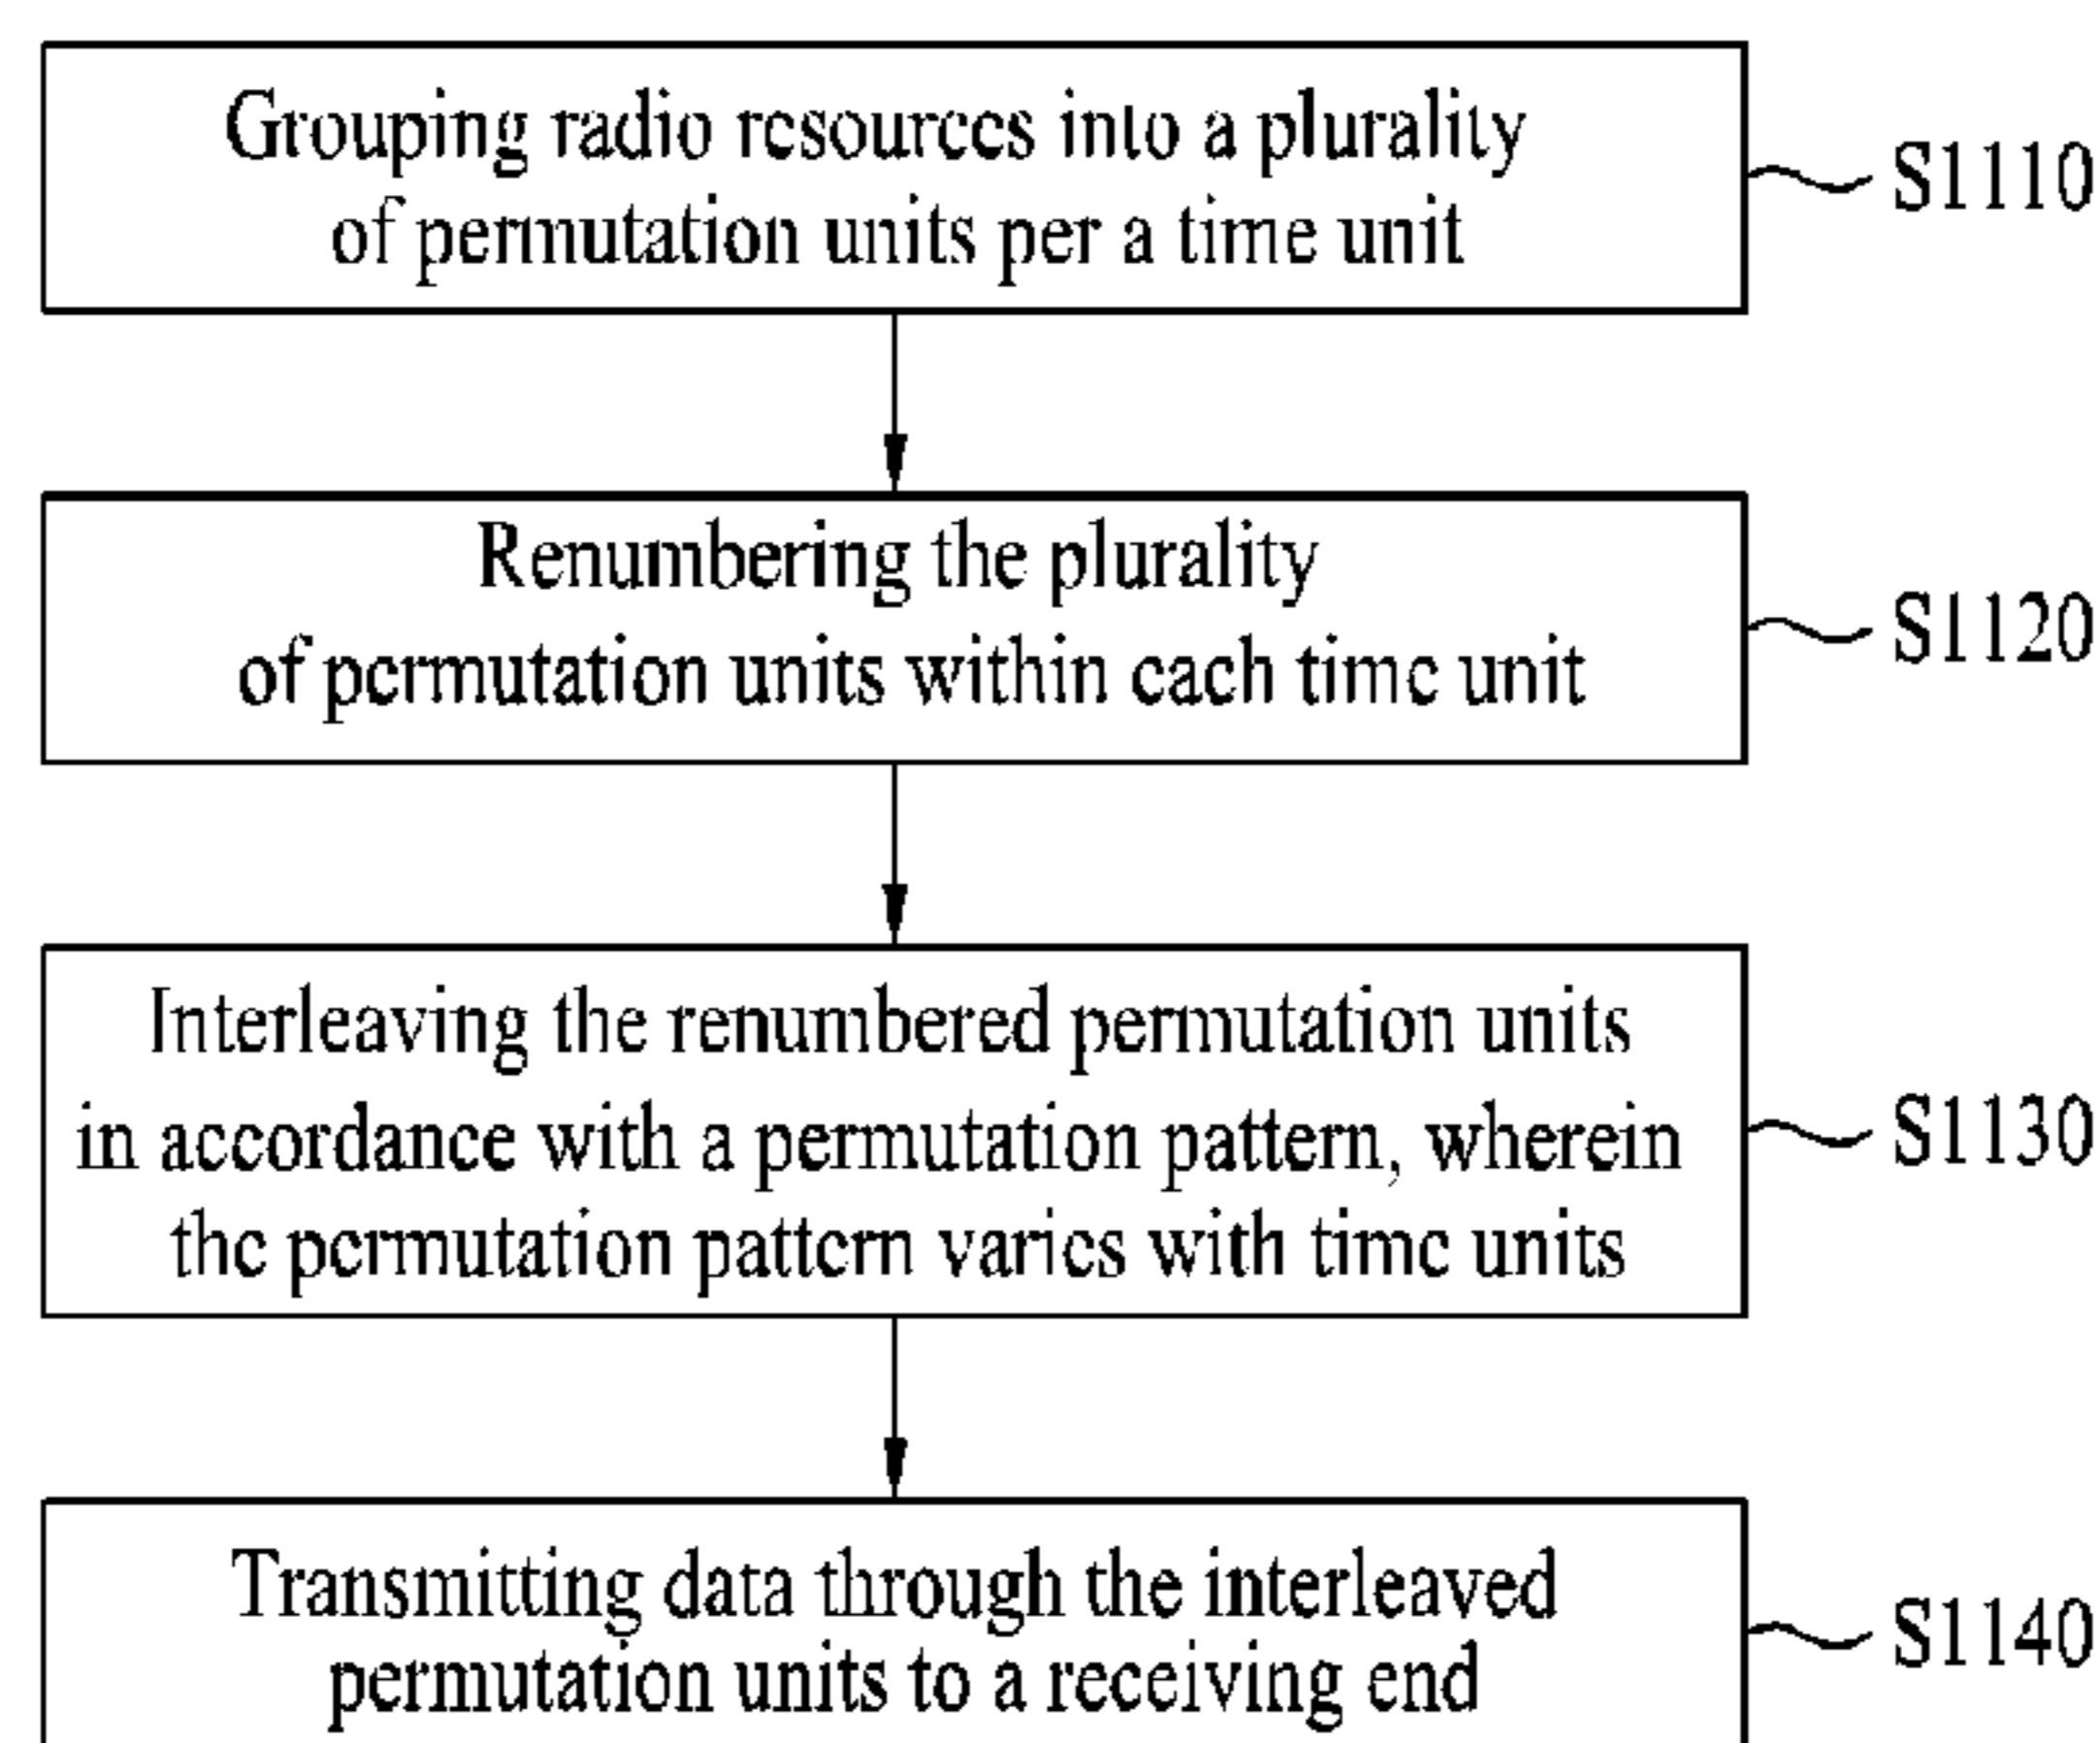 Grouping radio resources into a plurality
of permutation units per a time unit
S1110
Renumbering the plurality
of permutation units within each time unit
S1120
Interleaving the renumbered permutation units
in accordance with a permutation pattern, wherein
the permutation pattern varies with time units
S1130
Transmitting data through the interleaved
permutation units to a receiving end
S1140